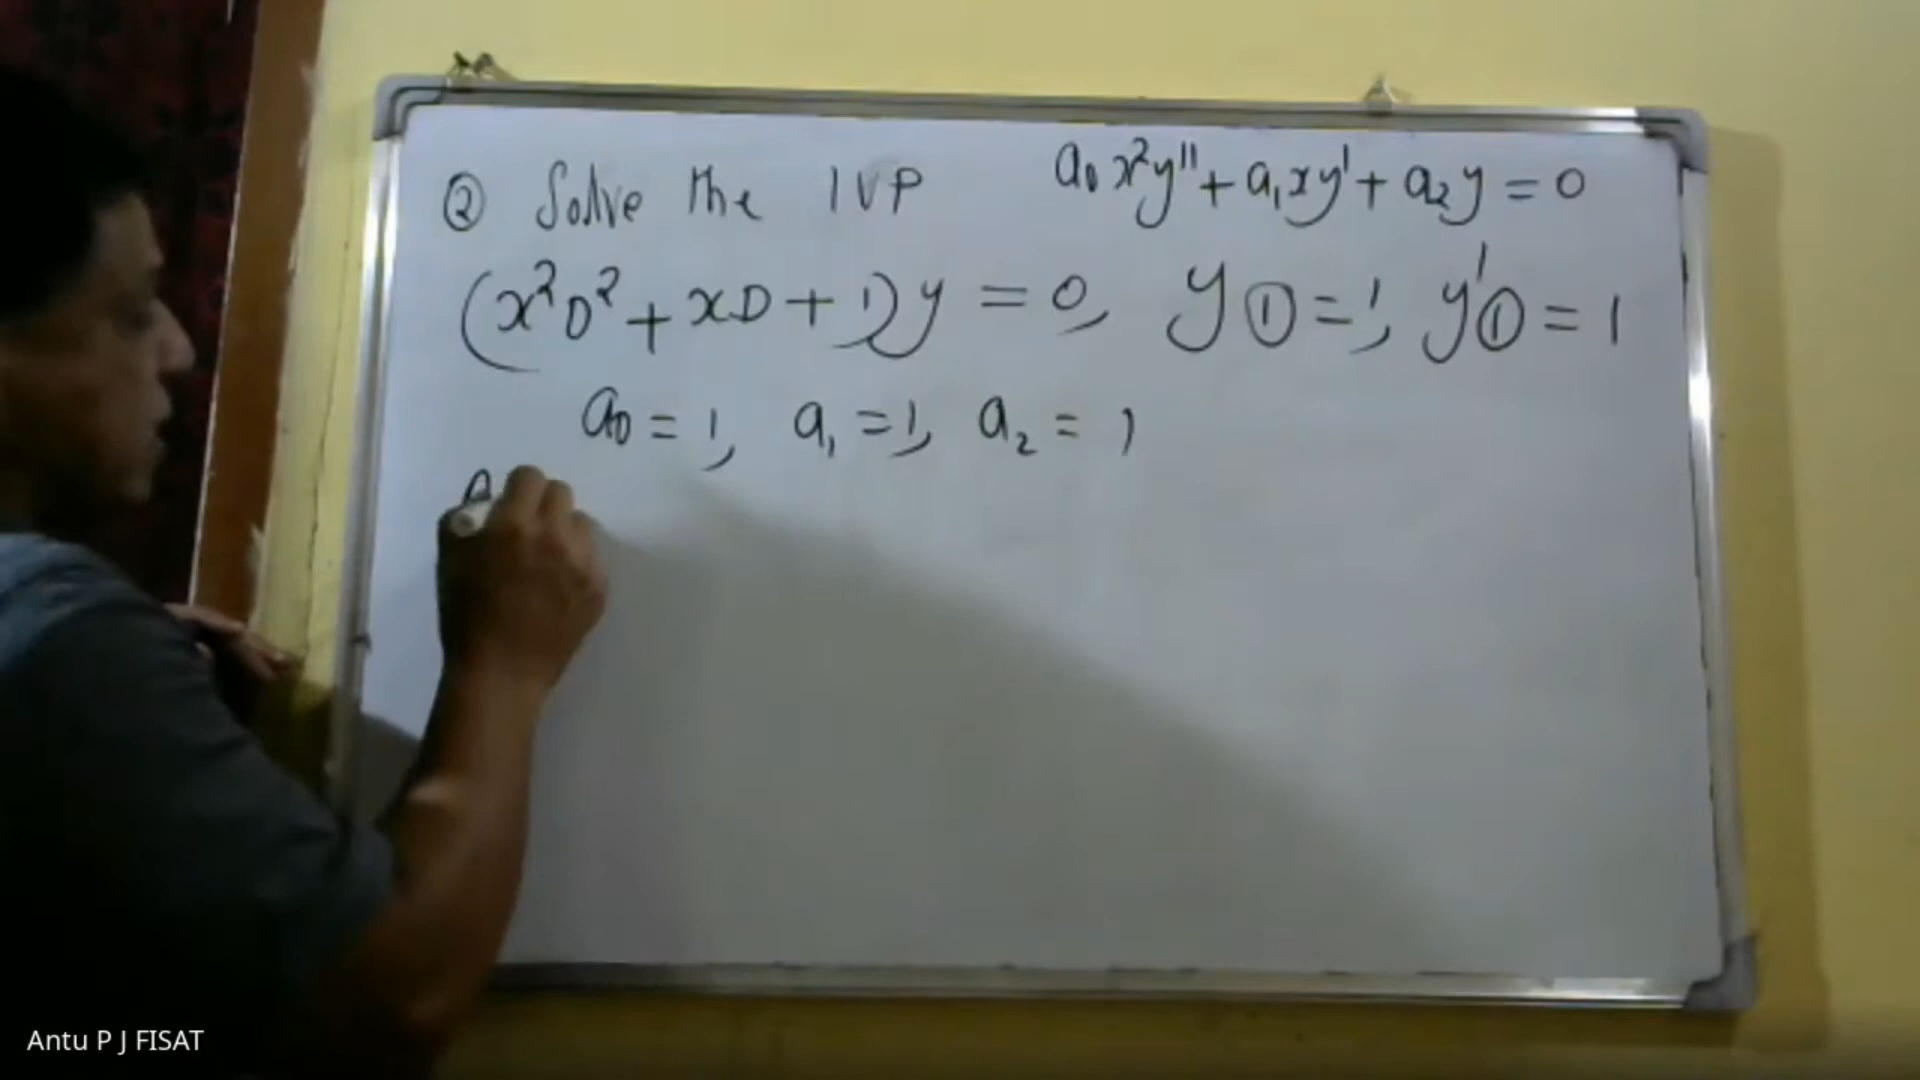 Q Solve the IVP a₀x²y'' + a₁xy' + a₂y = 0
(x²D² + xD + 1)y = 0, y(1) = 1, y'(1) = 1
a₀ = 1, a₁ = 1, a₂ = 1
A
Antu P J FISAT